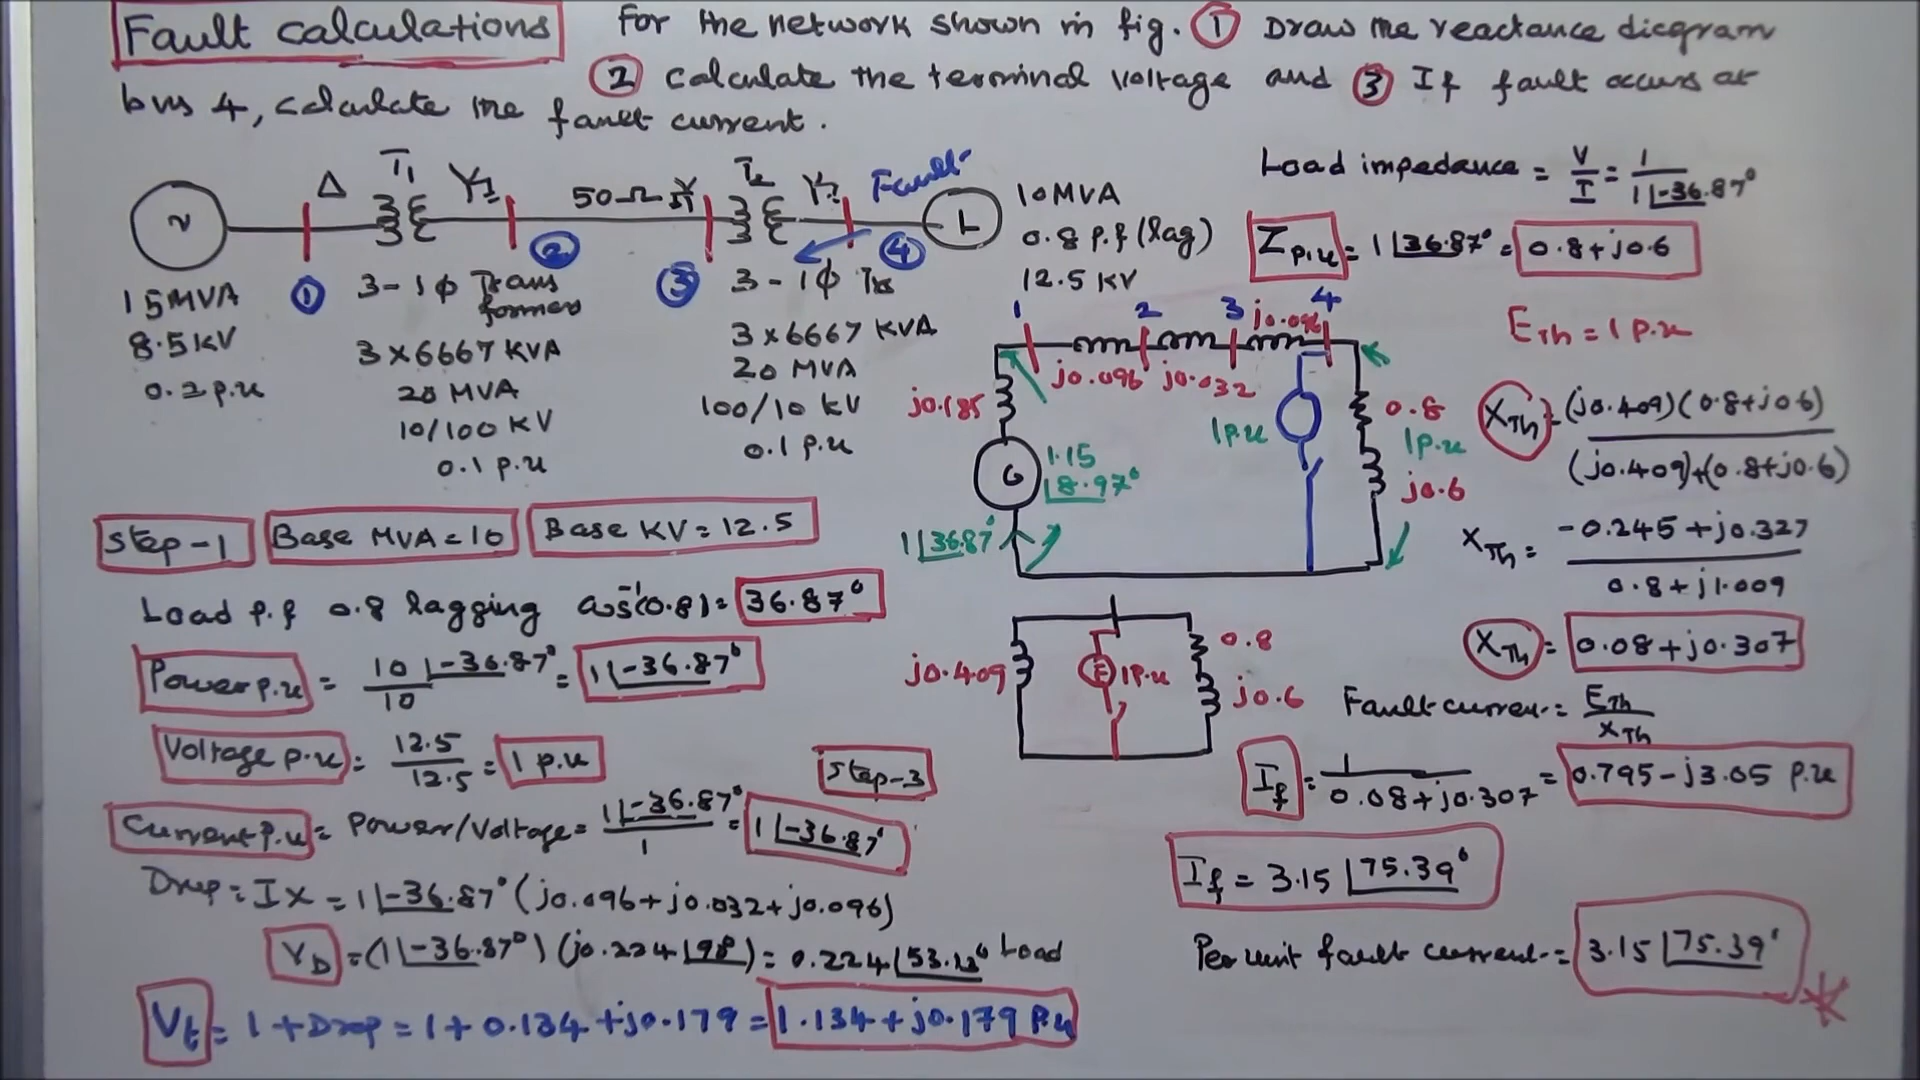 Fault calculations For the network shown in fig. ① Draw the reactance diagram
② calculate the terminal voltage and ③ If fault occurs at
bus 4, calculate the fault current.
Δ T1 Y 50Ω Y T2 Y Fault
~ L
① ② ③ ④
15MVA
8.5KV
0.2 p.u
3-1ϕ Trans
formers
3×6667 KVA
20 MVA
10/100 KV
0.1 p.u
3-1ϕ Trs
3×6667 KVA
20 MVA
100/10 KV
0.1 p.u
10MVA
0.8 p.f (lag)
12.5 KV
Load impedance = V/I = 1/1∠-36.87°
Z p.u = 1∠36.87° = 0.8+j0.6
E Th = 1 p.u
1 2 3 4
j0.096 j0.032 j0.096
j0.185
G
1.15
∠8.97°
1∠36.87°
1p.u
0.8
1p.u
j0.6
X Th = (j0.409)(0.8+j0.6)
(j0.409)+(0.8+j0.6)
X Th = -0.245+j0.327
0.8+j1.009
X Th = 0.08+j0.307
Step-1 Base MVA=10 Base KV=12.5
Load p.f 0.8 lagging cos⁻¹(0.8)= 36.87°
Power p.u = 10∠-36.87°/10 = 1∠-36.87°
Voltage p.u = 12.5/12.5 = 1 p.u
Step-3
Current p.u = Power/Voltage = 1∠-36.87°/1 = 1∠-36.87°
Drop = IX = 1∠-36.87° (j0.096+j0.032+j0.096)
V D = (1∠-36.87°)(j0.224∠90) = 0.224∠53.13° Load
V t = 1+Drop = 1+0.134+j0.179 = 1.134+j0.179 P.u
j0.409
E 1p.u
0.8
j0.6
Fault current = E Th/X Th
I f = 1/0.08+j0.307 = 0.795-j3.05 p.u
I f = 3.15∠75.39°
Per unit fault current = 3.15∠75.39°